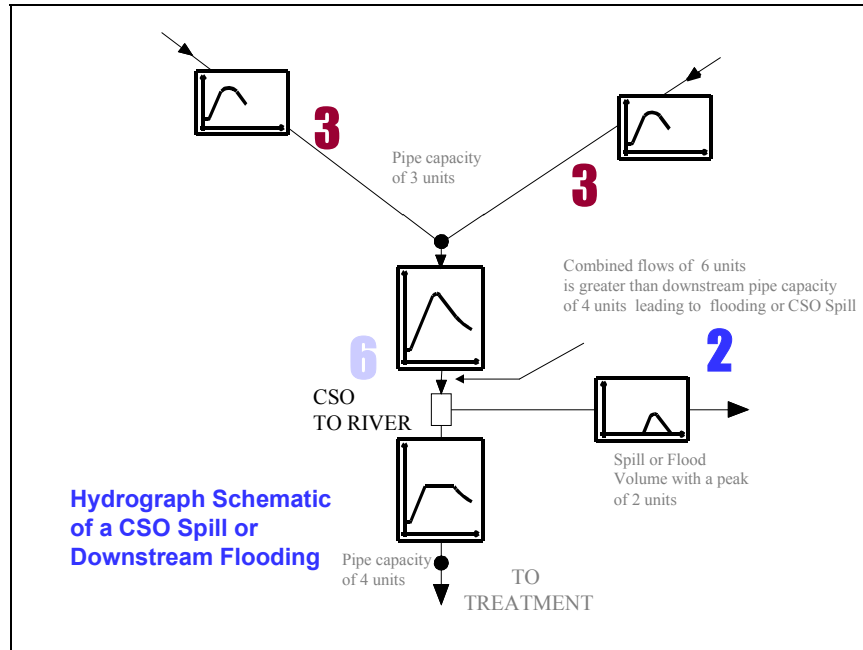 3
3
Pipe capacity
of 3 units
Combined flows of 6 units
is greater than downstream pipe capacity
of 4 units leading to flooding or CSO Spill
6
2
CSO
TO RIVER
Spill or Flood
Volume with a peak
of 2 units
Hydrograph Schematic
of a CSO Spill or
Downstream Flooding
Pipe capacity
of 4 units
TO
TREATMENT